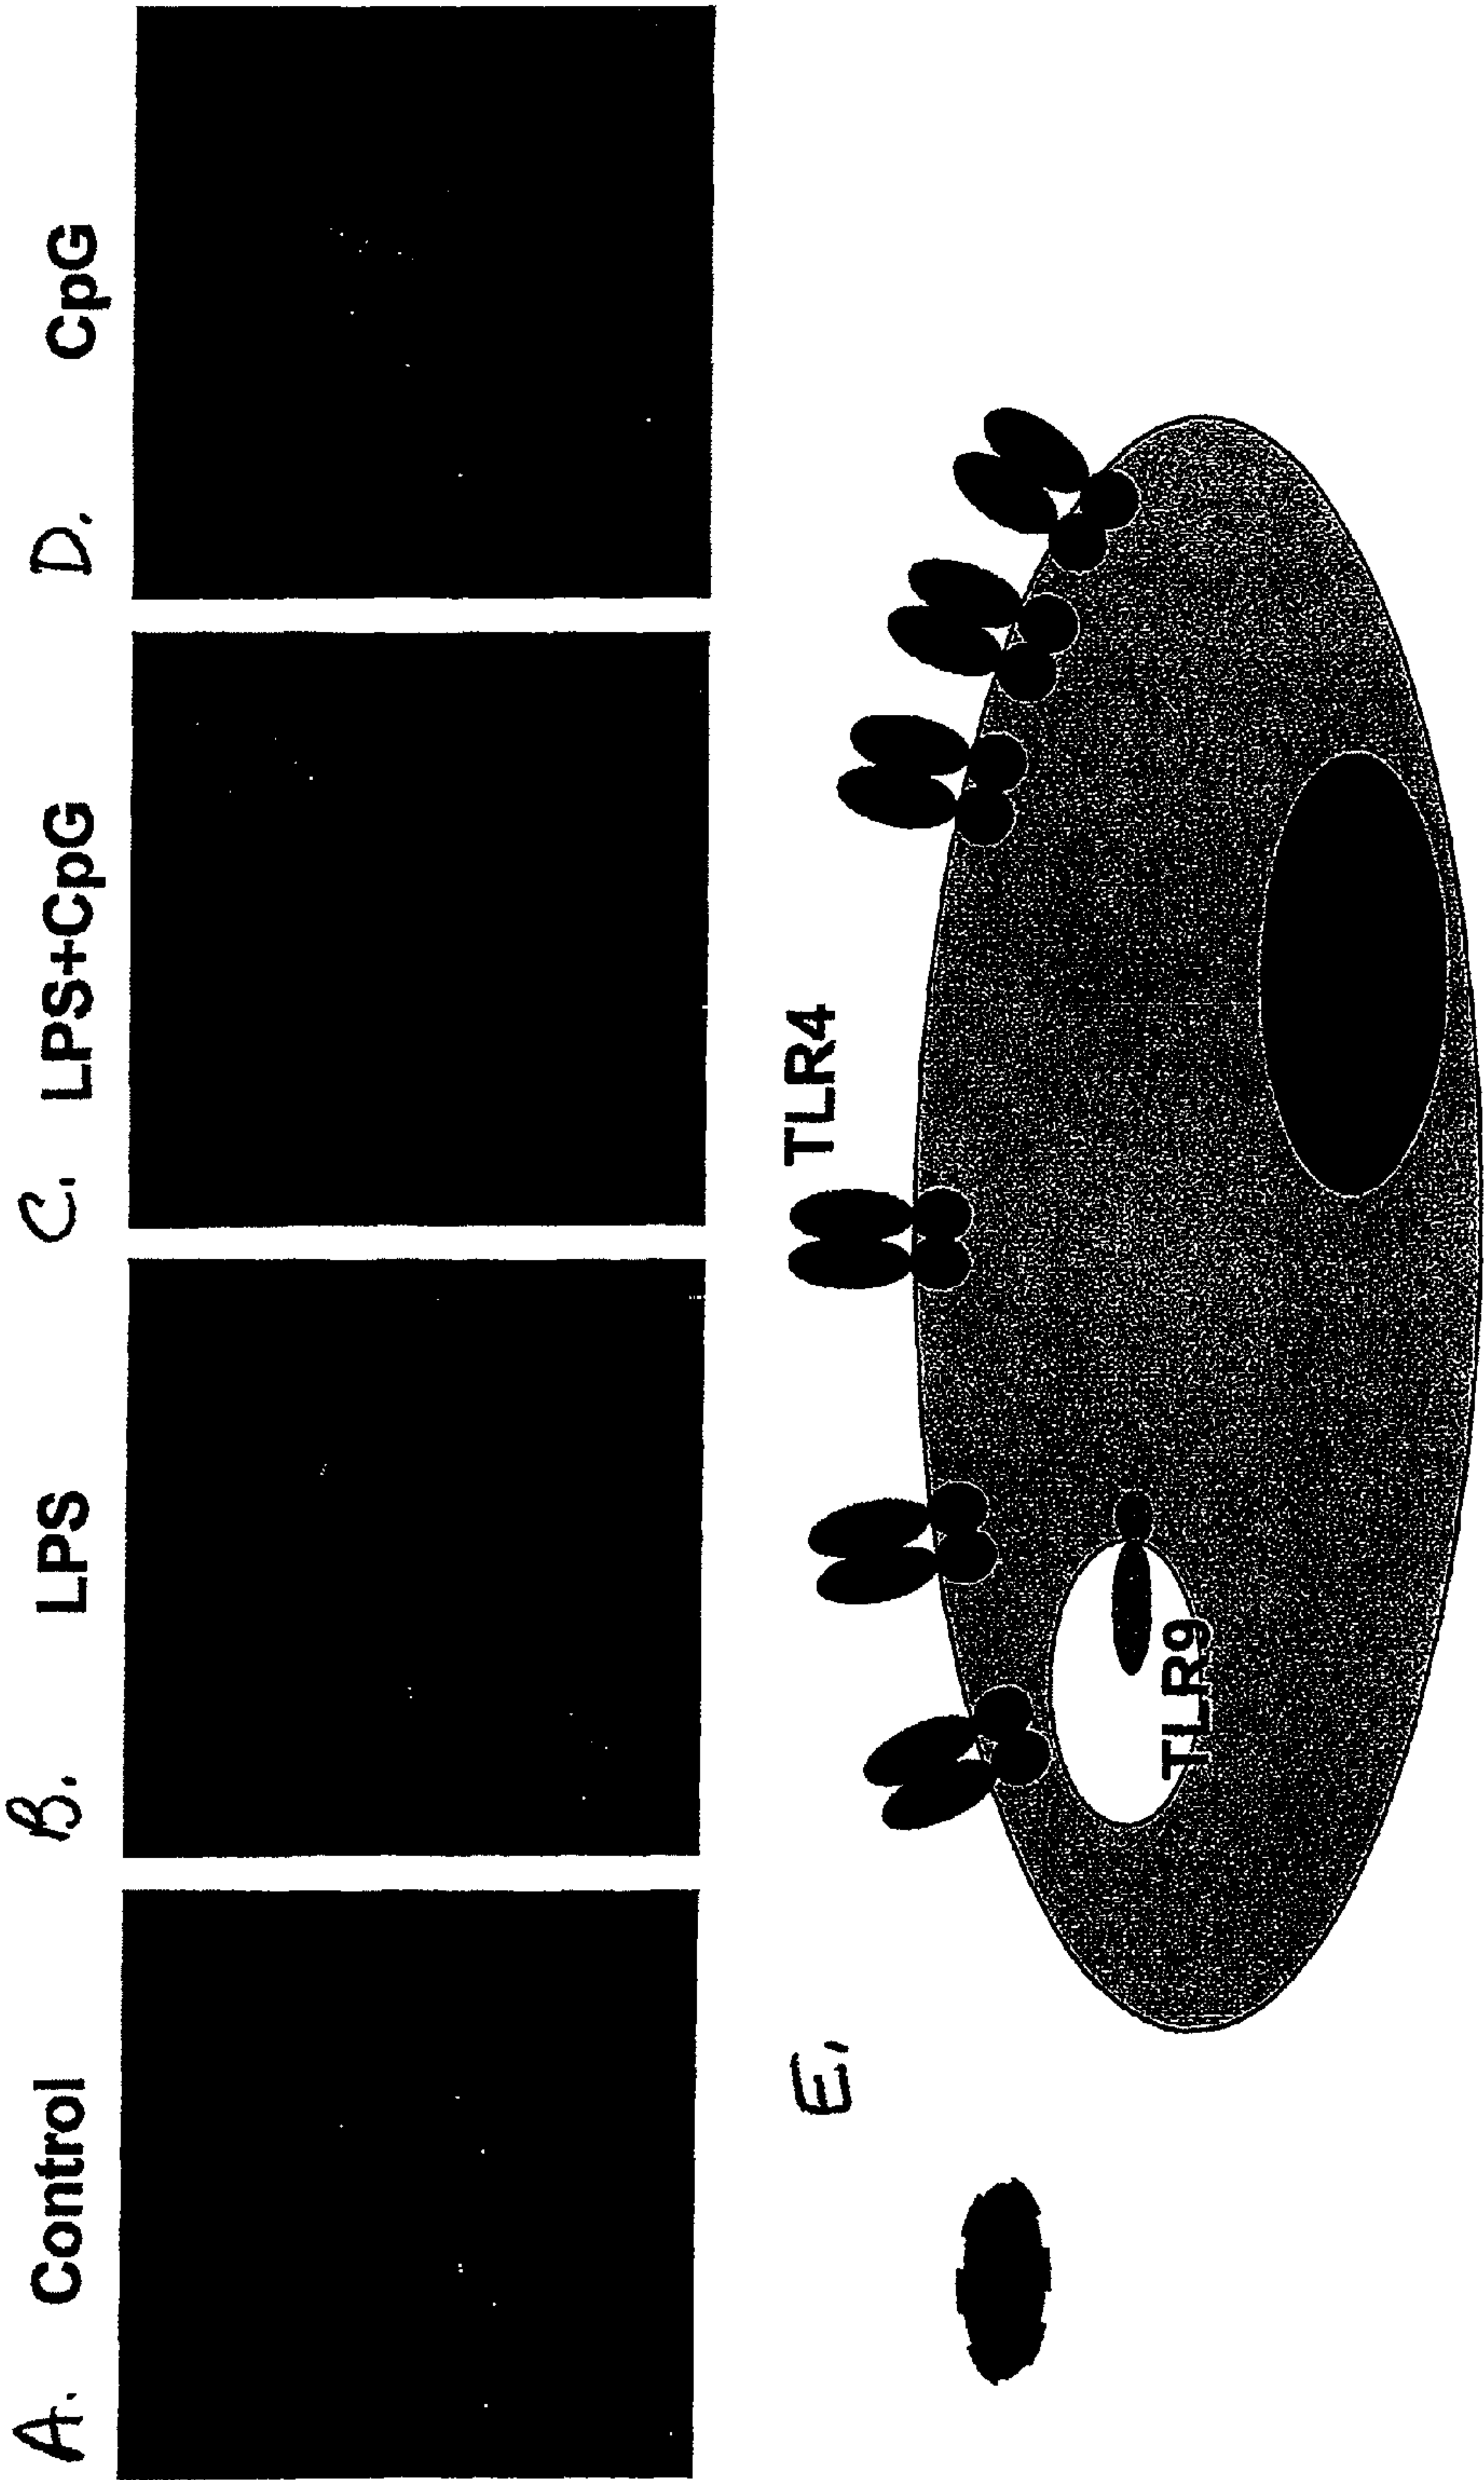 A. Control
B. LPS
C. LPS+CpG
D. CpG
E.
TLR4
TLR9